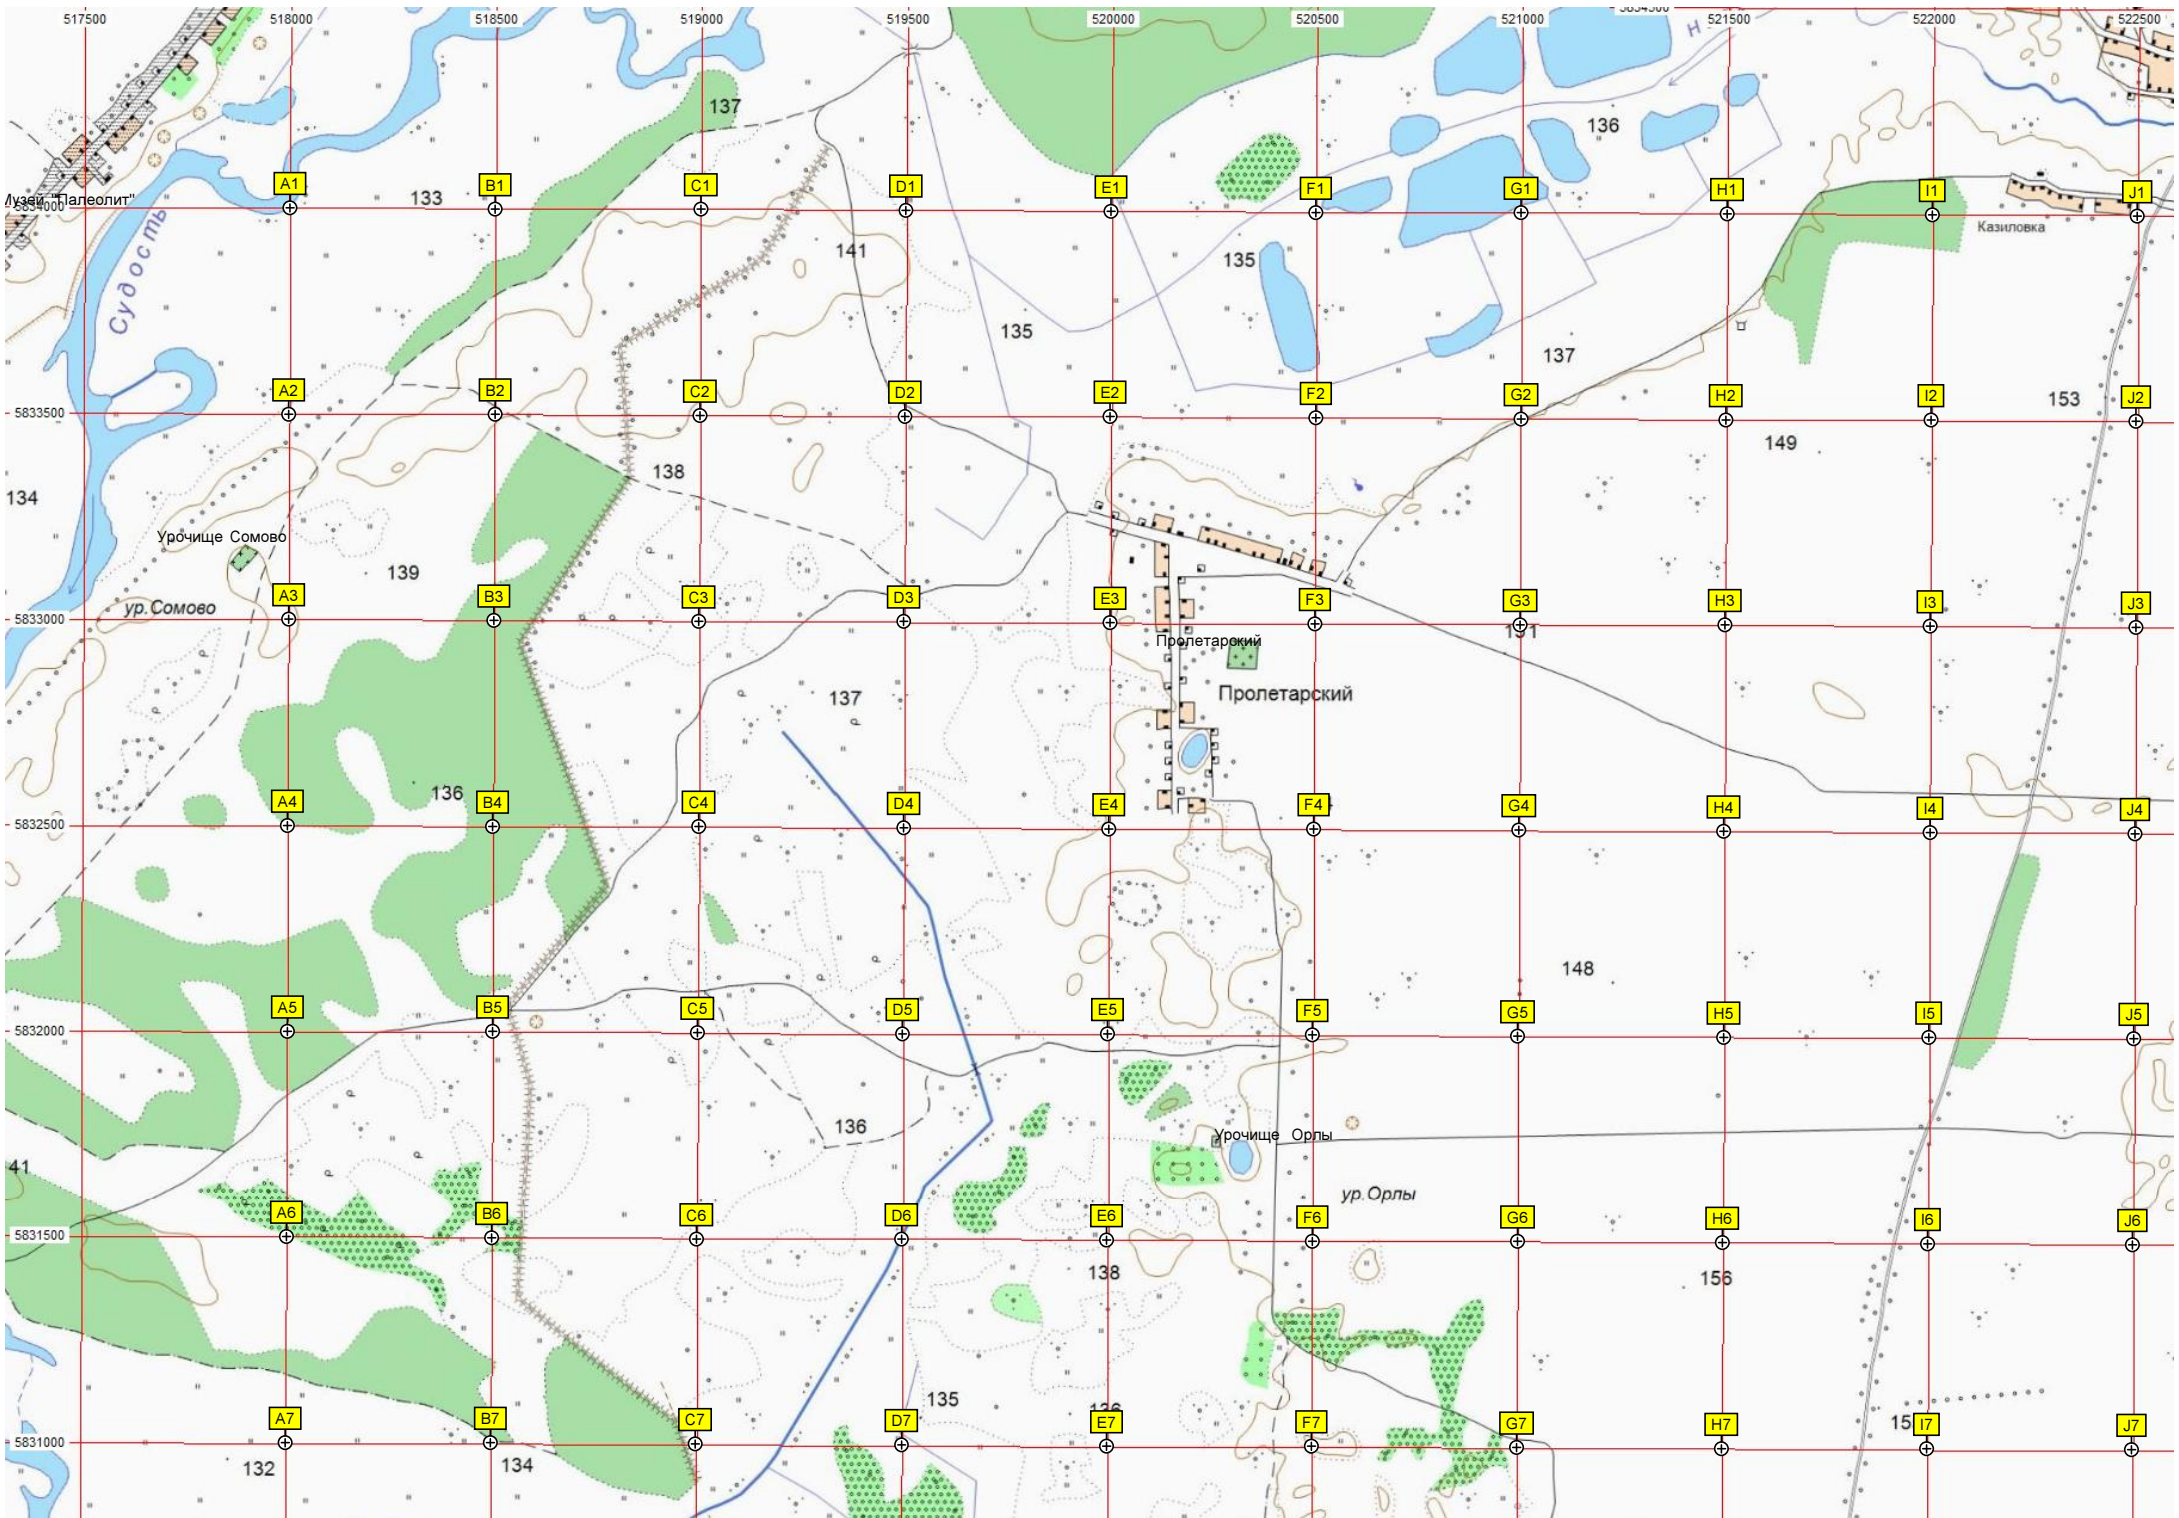 517500 518000 518500 519000 519500 520000 520500 521000 521500 522000 522500
137
136
A1 B1 C1 D1 E1 F1 G1 H1 I1 J1
133
Музей "Палеолит"
5834000
Казиловка
Судость
141
135
135
137
A2 B2 C2 D2 E2 F2 G2 H2 I2 J2
153
5833500
149
138
134
Урочище Сомово
139
A3 B3 C3 D3 E3 F3 G3 H3 I3 J3
ур.Сомово
5833000
Пролетарский
137
Пролетарский
136
A4 B4 C4 D4 E4 F4 G4 H4 I4 J4
5832500
148
A5 B5 C5 D5 E5 F5 G5 H5 I5 J5
5832000
136
Урочище Орлы
41
ур.Орлы
A6 B6 C6 D6 E6 F6 G6 H6 I6 J6
5831500
138
156
135
A7 B7 C7 D7 E7 F7 G7 H7 I7 J7
15
5831000
132
134